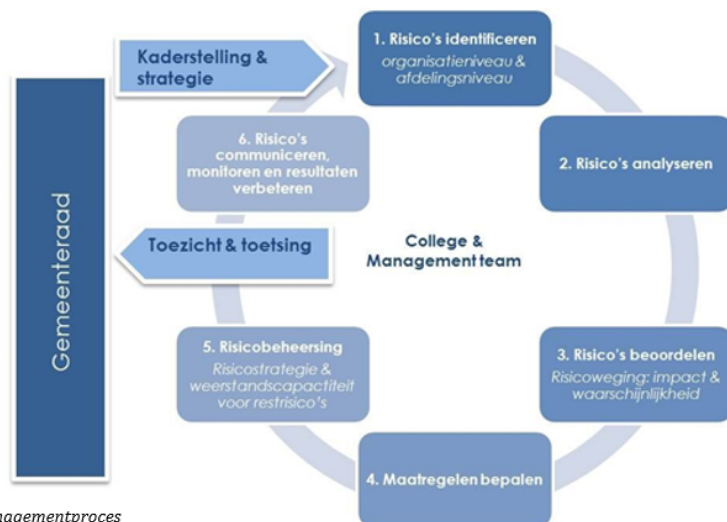 Kaderstelling &
strategie
1. Risico's identificeren
organisatieniveau &
afdelingsniveau
6. Risico's
communiceren,
monitoren en resultaten
verbeteren
2. Risico's analyseren
Gemeenteraad
Toezicht & toetsing
College &
Management team
5. Risicobeheersing
Risicostrategie &
weerstandscapactiteit
voor restrisico's
3. Risico's beoordelen
Risicoweging: impact &
waarschijnlijkheid
4. Maatregelen bepalen
nagementproces